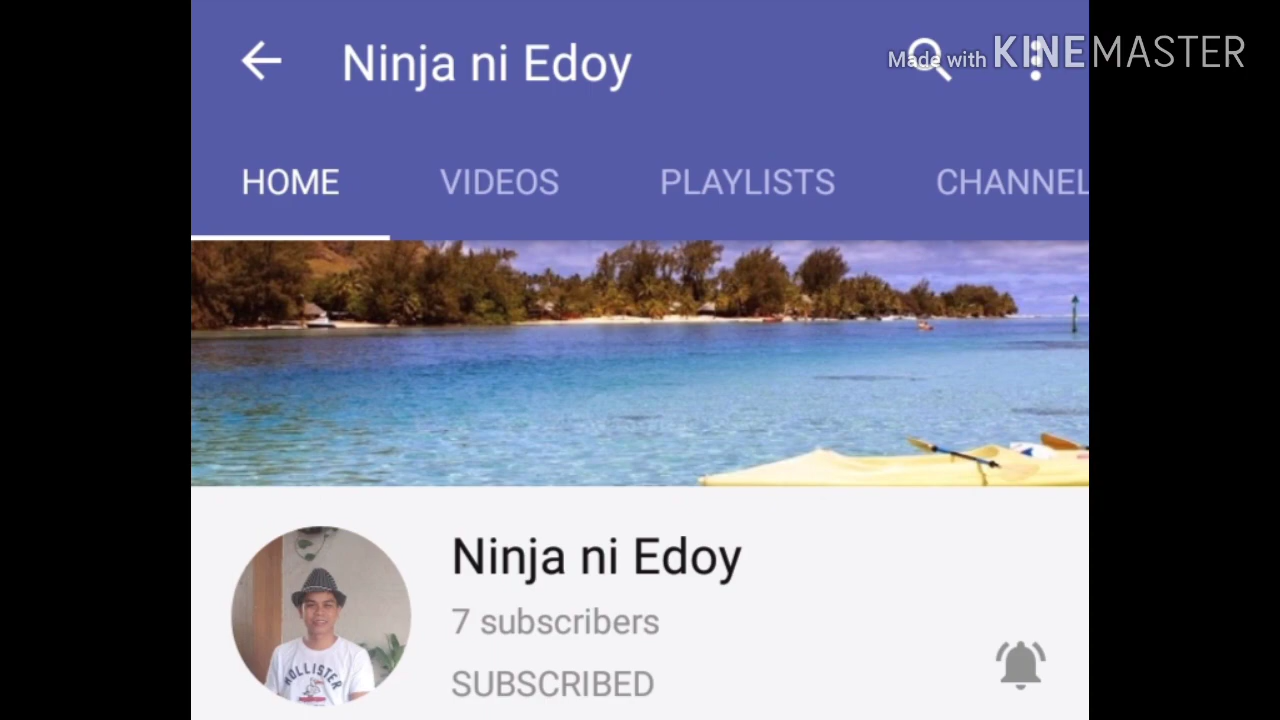 Ninja ni Edoy
Made with KINEMASTER
HOME VIDEOS PLAYLISTS CHANNEL
Ninja ni Edoy
7 subscribers
HOLLISTER
SUBSCRIBED